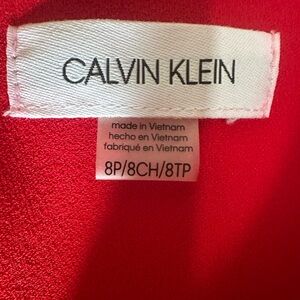 CALVIN KLEIN
made in Vietnam
hecho en Vietnam
fabriqué en Vietnam
8P/8CH/8TP